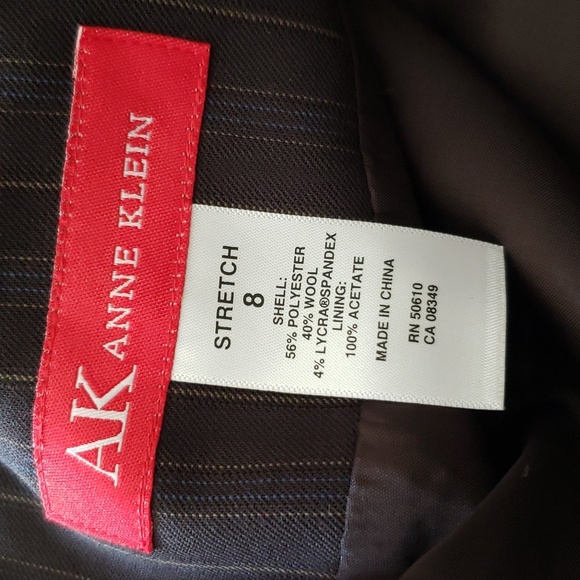 AK ANNE KLEIN
STRETCH
8
SHELL:
56% POLYESTER
40% WOOL
4% LYCRA®SPANDEX
LINING:
100% ACETATE
MADE IN CHINA
RN 50610
CA 08349